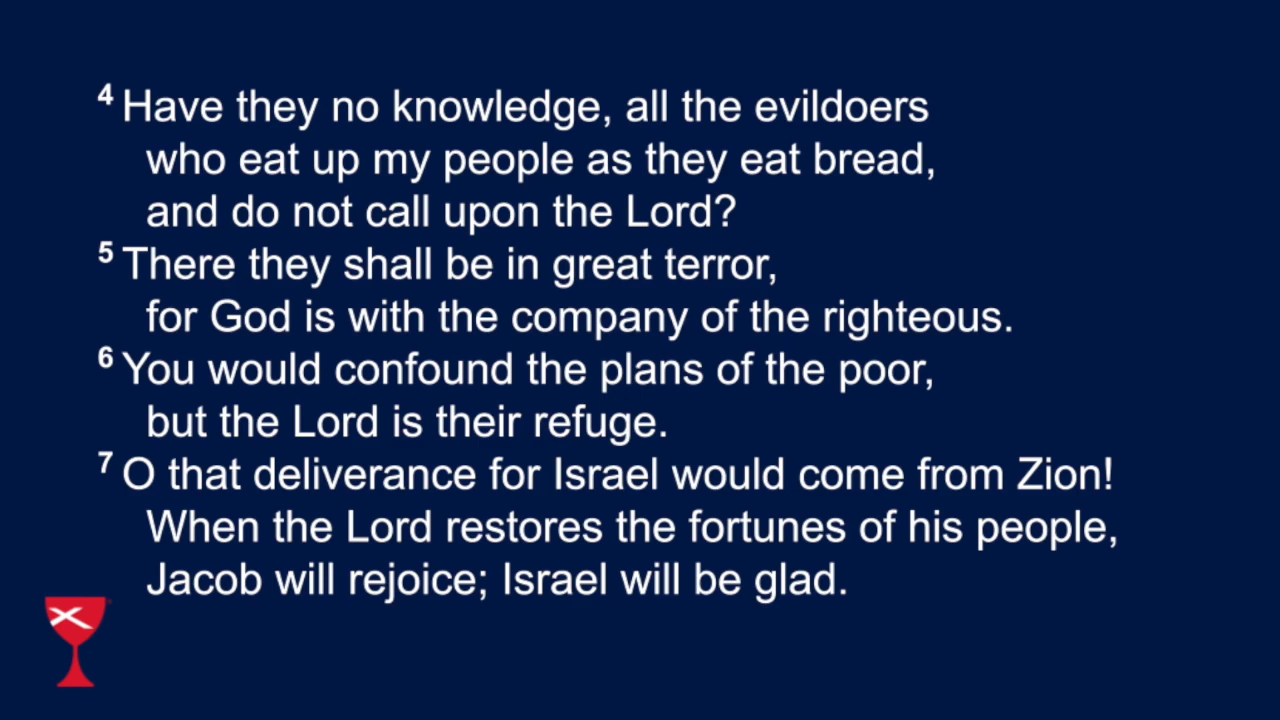 4 Have they no knowledge, all the evildoers
who eat up my people as they eat bread,
and do not call upon the Lord?
5 There they shall be in great terror,
for God is with the company of the righteous.
6 You would confound the plans of the poor,
but the Lord is their refuge.
7 O that deliverance for Israel would come from Zion!
When the Lord restores the fortunes of his people,
Jacob will rejoice; Israel will be glad.